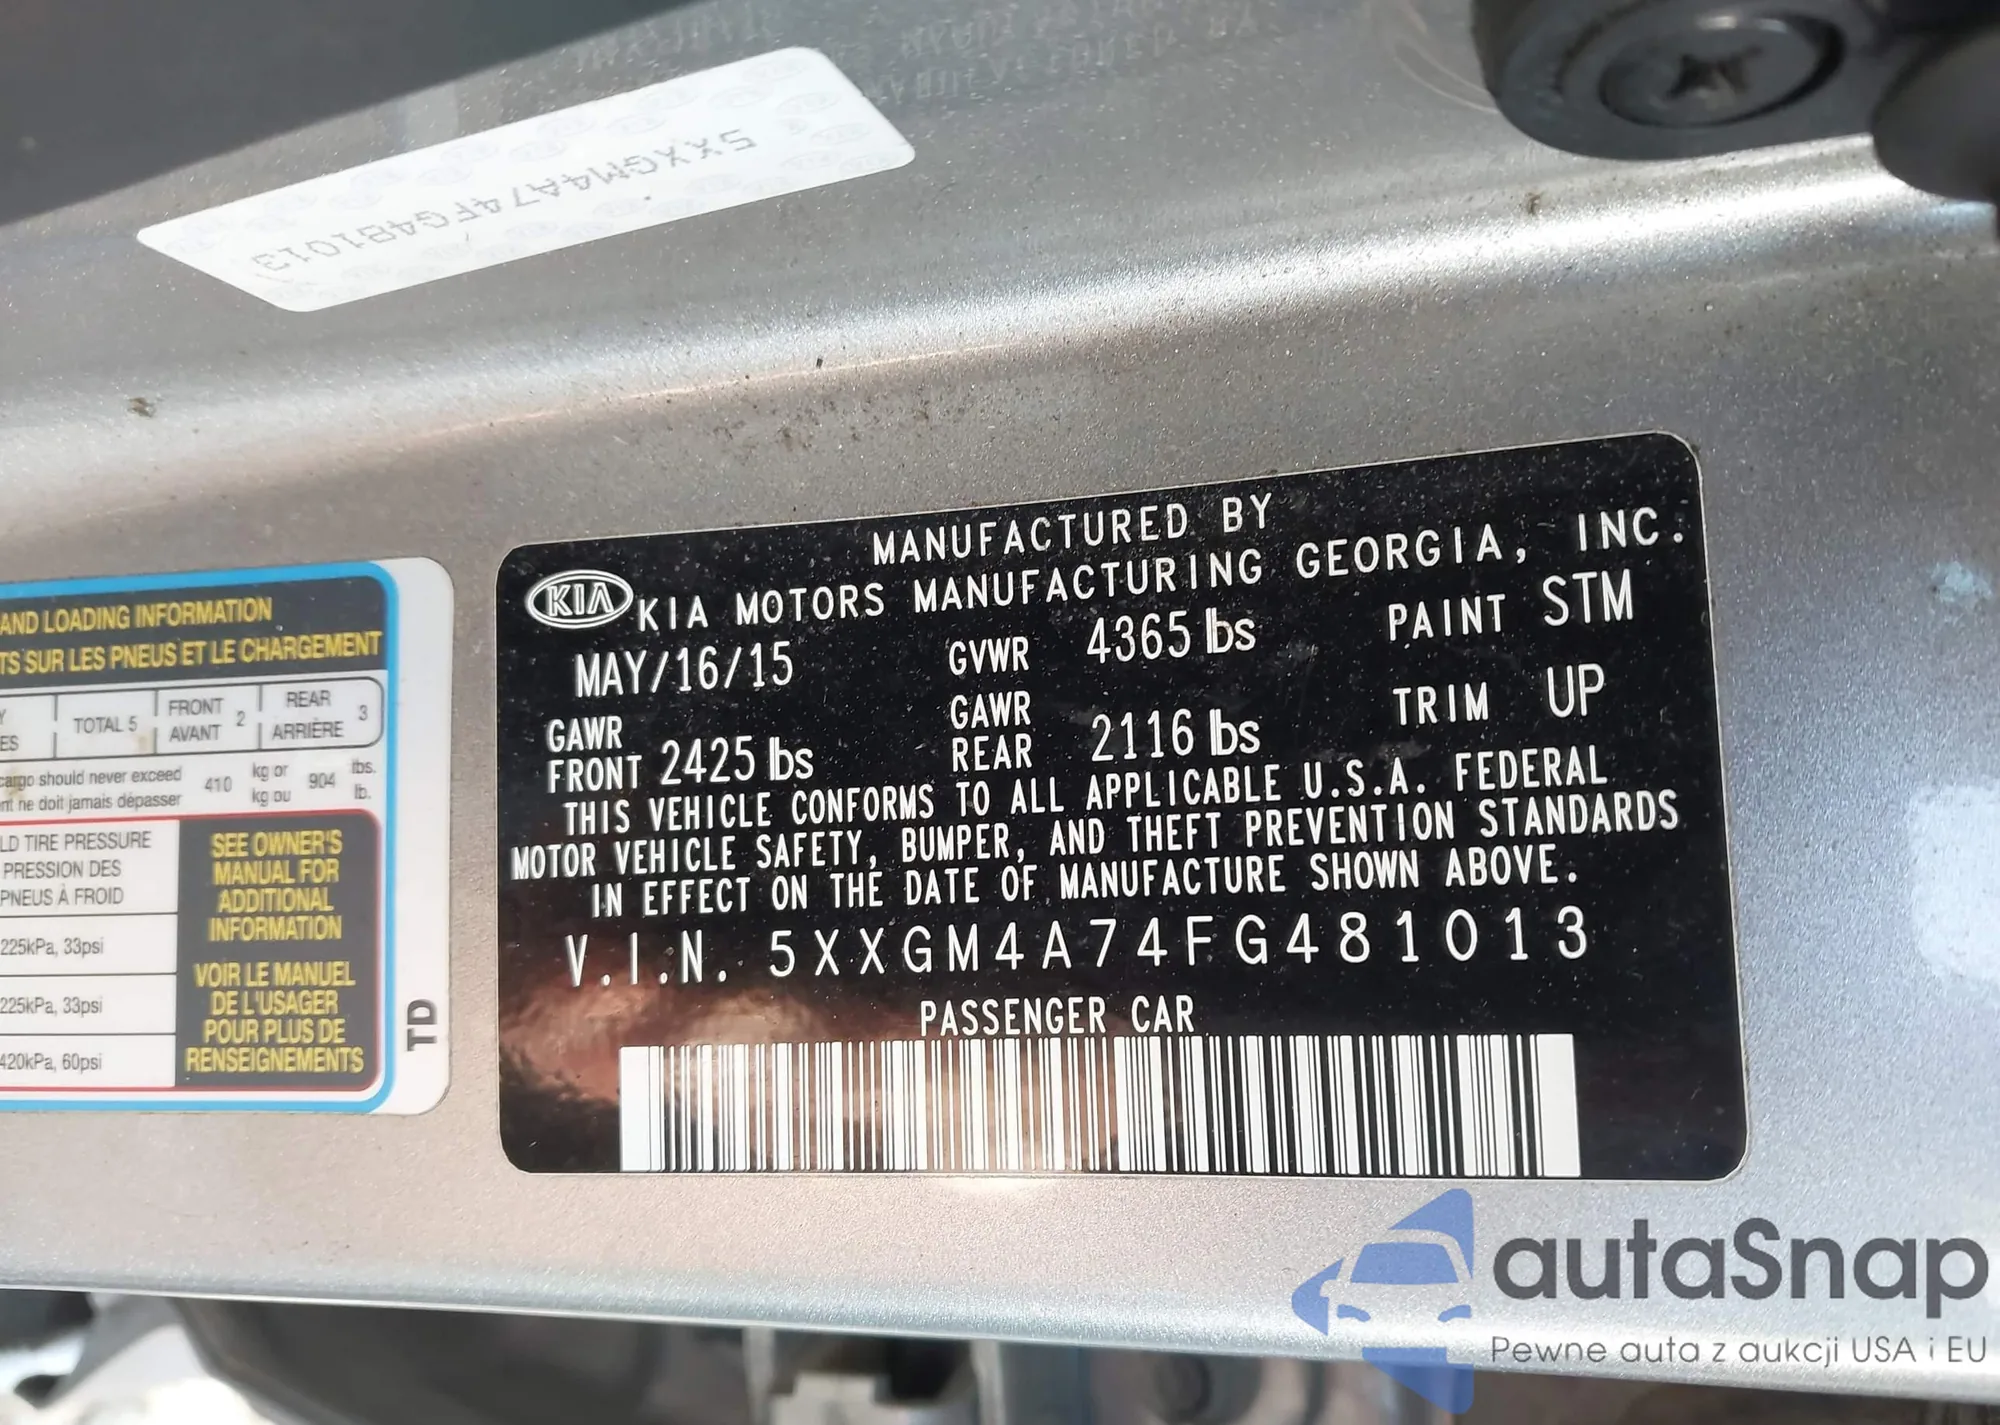 5XXGM4A74FG481013
AND LOADING INFORMATION
TS SUR LES PNEUS ET LE CHARGEMENT
TOTAL 5
FRONT
AVANT
2
REAR
ARRIÈRE
3
cargo should never exceed
nt ne doit jamais dépasser
410
kg or
kg ou
904
lbs.
lb.
LD TIRE PRESSURE
PRESSION DES
PNEUS À FROID
225kPa, 33psi
225kPa, 33psi
420kPa, 60psi
SEE OWNER'S
MANUAL FOR
ADDITIONAL
INFORMATION
VOIR LE MANUEL
DE L'USAGER
POUR PLUS DE
RENSEIGNEMENTS
TD
MANUFACTURED BY
KIA KIA MOTORS MANUFACTURING GEORGIA, INC.
MAY/16/15 GVWR 4365 lbs PAINT STM
GAWR FRONT 2425 lbs GAWR REAR 2116 lbs TRIM UP
THIS VEHICLE CONFORMS TO ALL APPLICABLE U.S.A. FEDERAL
MOTOR VEHICLE SAFETY, BUMPER, AND THEFT PREVENTION STANDARDS
IN EFFECT ON THE DATE OF MANUFACTURE SHOWN ABOVE.
V.I.N. 5XXGM4A74FG481013
PASSENGER CAR
autaSnap
Pewne auta z aukcji USA i EU